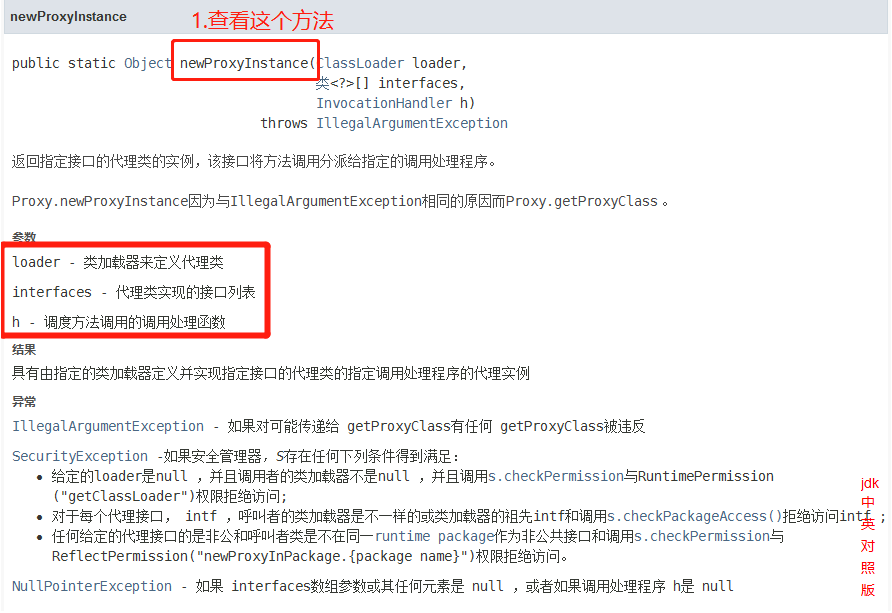 newProxyInstance
1.查看这个方法
public static Object newProxyInstance(ClassLoader loader,
类<?>[] interfaces,
InvocationHandler h)
throws IllegalArgumentException
返回指定接口的代理类的实例，该接口将方法调用分派给指定的调用处理程序。
Proxy.newProxyInstance因为与IllegalArgumentException相同的原因而Proxy.getProxyClass 。
参数
loader - 类加载器来定义代理类
interfaces - 代理类实现的接口列表
h - 调度方法调用的调用处理函数
结果
具有由指定的类加载器定义并实现指定接口的代理类的指定调用处理程序的代理实例
异常
IllegalArgumentException - 如果对可能传递给 getProxyClass有任何 getProxyClass被违反
SecurityException -如果安全管理器，S存在任何下列条件得到满足：
• 给定的loader是null ，并且调用者的类加载器不是null ，并且调用s.checkPermission与RuntimePermission
("getClassLoader")权限拒绝访问;
• 对于每个代理接口， intf ，呼叫者的类加载器是不一样的或类加载器的祖先intf和调用s.checkPackageAccess()拒绝访问intf ;
• 任何给定的代理接口的是非公和呼叫者类是不在同一runtime package作为非公共接口和调用s.checkPermission与
ReflectPermission("newProxyInPackage.{package name}")权限拒绝访问。
NullPointerException - 如果 interfaces数组参数或其任何元素是 null ，或者如果调用处理程序 h是 null
jdk
中
英
对
照
版